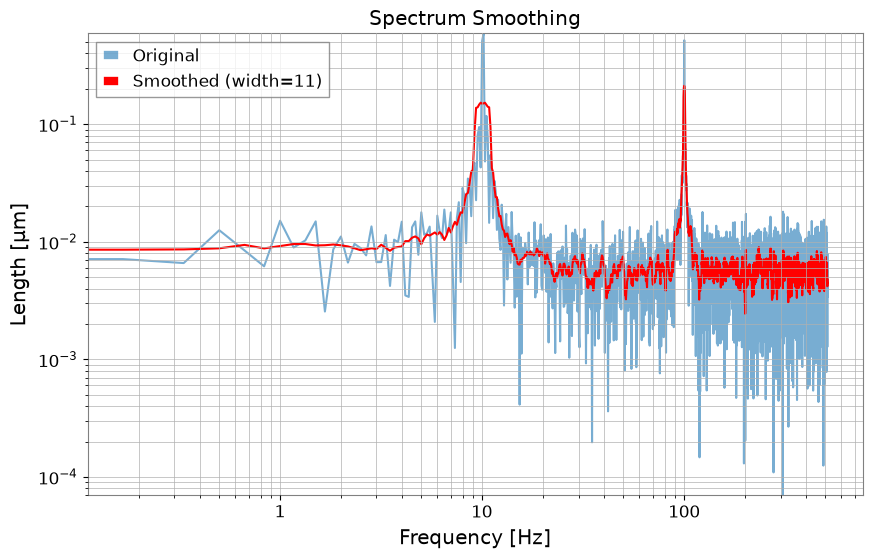 Spectrum Smoothing
Original
Smoothed (width=11)
Length [µm]
10⁻¹
10⁻²
10⁻³
10⁻⁴
1
10
100
Frequency [Hz]